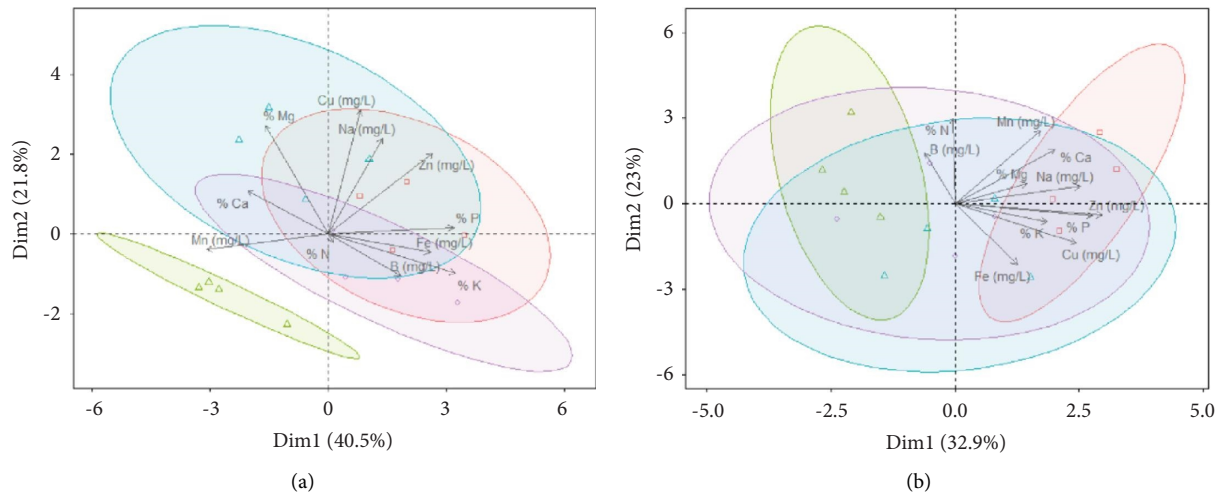 4
2
0
-2
Dim2 (21.8%)
Cu (mg/L)
% Mg
Na (mg/L)
Zn (mg/L)
% Ca
% P
Mn (mg/L)
Fe (mg/L)
% N
B (mg/L)
% K
-6
-3
0
3
6
Dim1 (40.5%)
(a)
6
3
0
-3
-6
Dim2 (23%)
% N
Mn (mg/L)
B (mg/L)
% Ca
% Mg
Na (mg/L)
Zn (mg/L)
% K
% P
Cu (mg/L)
Fe (mg/L)
-5.0
-2.5
0.0
2.5
5.0
Dim1 (32.9%)
(b)